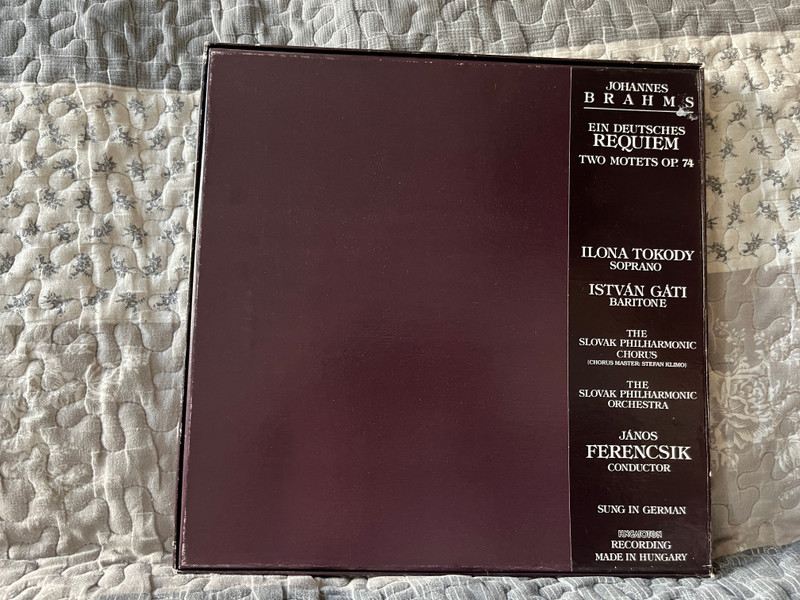 JOHANNES
BRAHMS
EIN DEUTSCHES
REQUIEM
TWO MOTETS OP. 74
ILONA TOKODY
SOPRANO
ISTVÁN GÁTI
BARITONE
THE
SLOVAK PHILHARMONIC
CHORUS
(CHORUS MASTER: STEFAN KLIMO)
THE
SLOVAK PHILHARMONIC
ORCHESTRA
JÁNOS
FERENCSIK
CONDUCTOR
SUNG IN GERMAN
HUNGAROTON
RECORDING
MADE IN HUNGARY